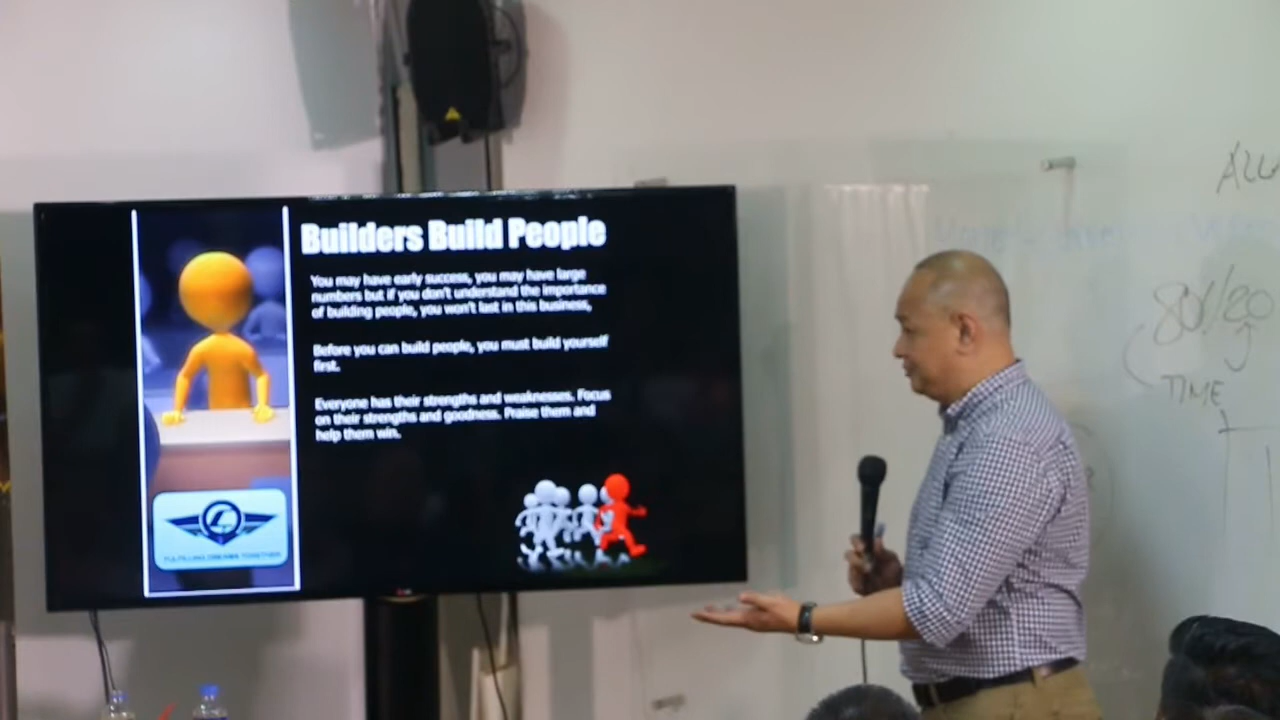 Builders Build People
You may have early success, you may have large
numbers but if you don't understand the importance
of building people, you won't last in this business,
Before you can build people, you must build yourself
first.
Everyone has their strengths and weaknesses. Focus
on their strengths and goodness. Praise them and
help them win.
FULFILLING DREAMS TOGETHER
80/20
TIME